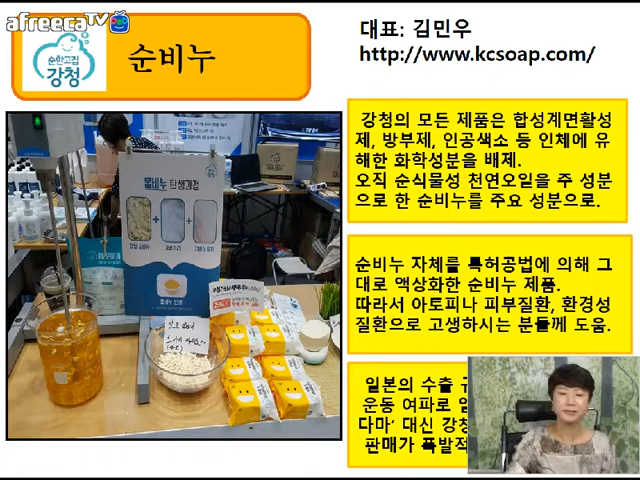 afreecaTV
순한고집
강청
순비누
대표: 김민우
http://www.kcsoap.com/
강청의 모든 제품은 합성계면활성
제, 방부제, 인공색소 등 인체에 유
해한 화학성분을 배제.
오직 순식물성 천연오일을 주 성분
으로 한 순비누를 주요 성분으로.
물비누 탄생과정
순비누 자체를 특허공법에 의해 그
대로 액상화한 순비누 제품.
따라서 아토피나 피부질환, 환경성
질환으로 고생하시는 분들께 도움.
일본의 수출
운동 여파로
다마' 대신 강청
판매가 폭발적